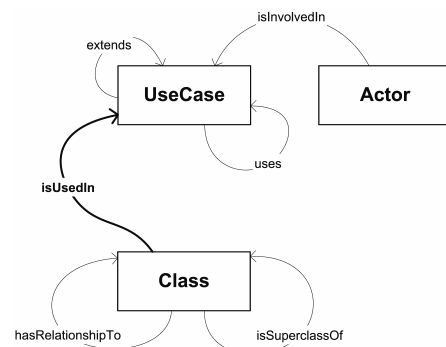 isInvolvedIn
extends
UseCase
Actor
uses
isUsedIn
Class
hasRelationshipTo
isSuperclassOf